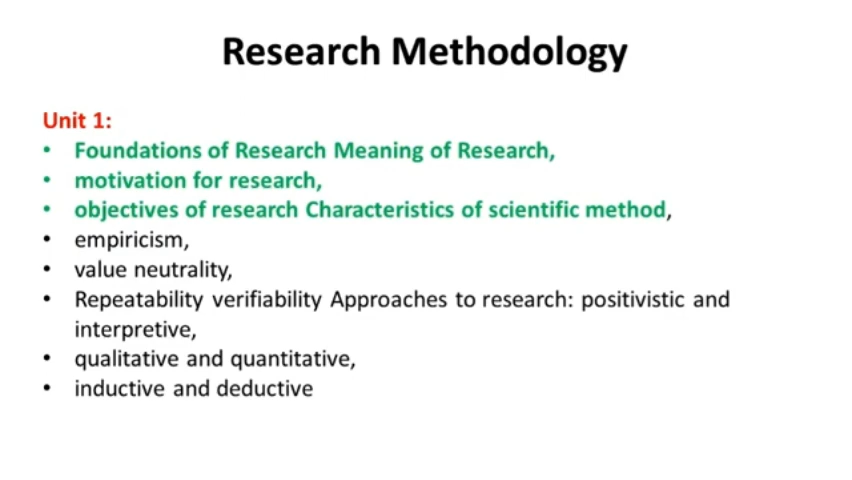 Research Methodology
Unit 1:
• Foundations of Research Meaning of Research,
• motivation for research,
• objectives of research Characteristics of scientific method,
• empiricism,
• value neutrality,
• Repeatability verifiability Approaches to research: positivistic and
interpretive,
• qualitative and quantitative,
• inductive and deductive